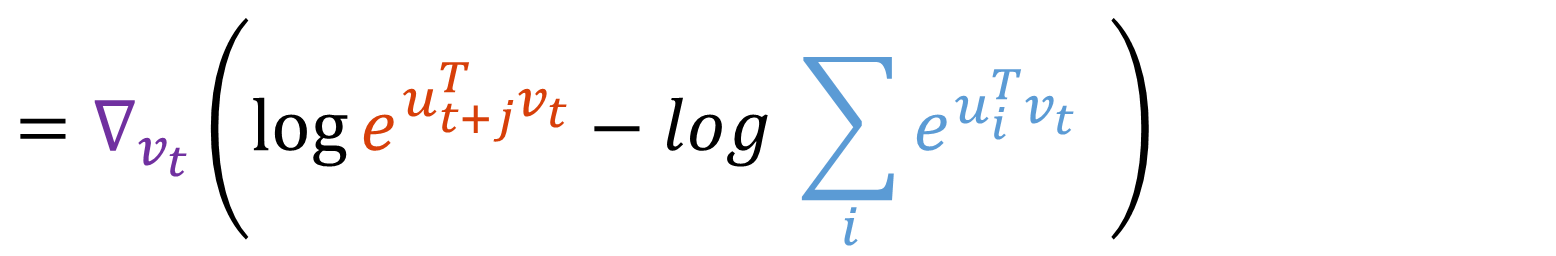 = ∇_{v_t} ( log e^{u_{t+j}^T v_t} − log ∑_i e^{u_i^T v_t} )